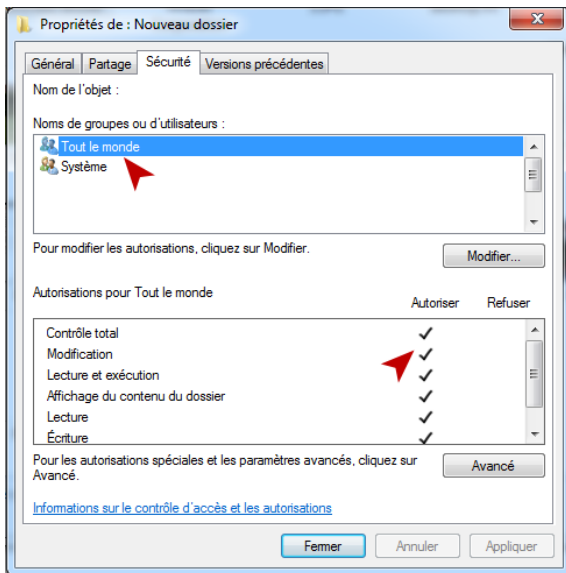 Propriétés de : Nouveau dossier
Général Partage Sécurité Versions précédentes
Nom de l'objet :
Noms de groupes ou d'utilisateurs :
Tout le monde
Système
Pour modifier les autorisations, cliquez sur Modifier.
Modifier...
Autorisations pour Tout le monde
Autoriser Refuser
Contrôle total
Modification
Lecture et exécution
Affichage du contenu du dossier
Lecture
Écriture
Pour les autorisations spéciales et les paramètres avancés, cliquez sur
Avancé.
Avancé
Informations sur le contrôle d'accès et les autorisations
Fermer Annuler Appliquer